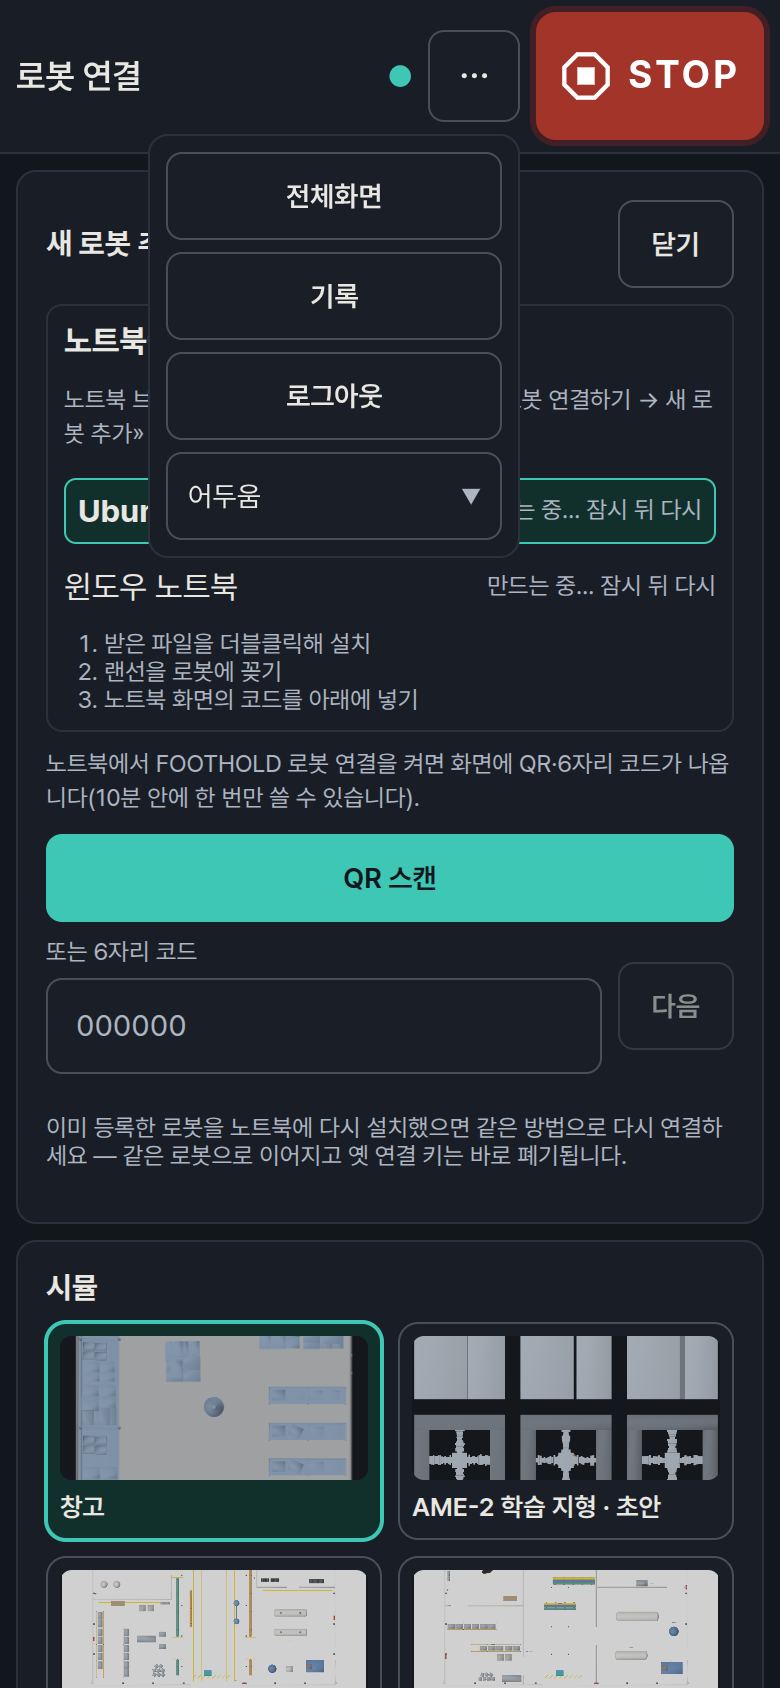 로봇 연결
...
STOP
전체화면
기록
로그아웃
어두움
새 로봇
닫기
노트북
노트북
연결하기 → 새 로
봇 추가»
중... 잠시 뒤 다시
윈도우 노트북
만드는 중... 잠시 뒤 다시
1. 받은 파일을 더블클릭해 설치
2. 랜선을 로봇에 꽂기
3. 노트북 화면의 코드를 아래에 넣기
노트북에서 FOOTHOLD 로봇 연결을 켜면 화면에 QR·6자리 코드가 나옵
니다(10분 안에 한 번만 쓸 수 있습니다).
QR 스캔
또는 6자리 코드
000000
다음
이미 등록한 로봇을 노트북에 다시 설치했으면 같은 방법으로 다시 연결하
세요 — 같은 로봇으로 이어지고 옛 연결 키는 바로 폐기됩니다.
시뮬
창고
AME-2 학습 지형 · 초안